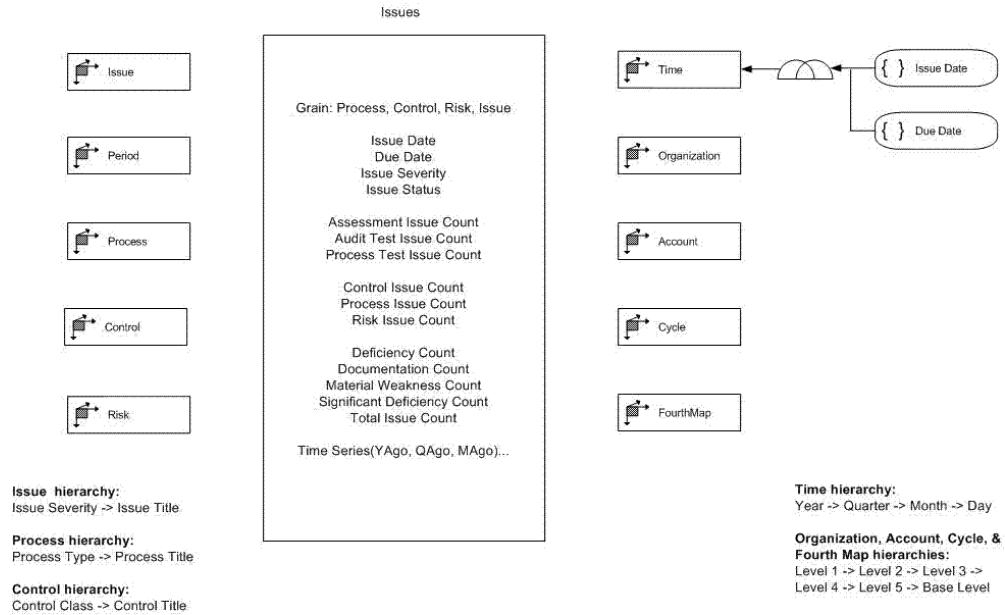 Issues
Issue
Period
Process
Control
Risk
Grain: Process, Control, Risk, Issue
Issue Date
Due Date
Issue Severity
Issue Status
Assessment Issue Count
Audit Test Issue Count
Process Test Issue Count
Control Issue Count
Process Issue Count
Risk Issue Count
Deficiency Count
Documentation Count
Material Weakness Count
Significant Deficiency Count
Total Issue Count
Time Series(YAgo, QAgo, MAgo)...
Time
Organization
Account
Cycle
FourthMap
{ } Issue Date
{ } Due Date
Issue hierarchy:
Issue Severity -> Issue Title
Process hierarchy:
Process Type -> Process Title
Control hierarchy:
Control Class -> Control Title
Time hierarchy:
Year -> Quarter -> Month -> Day
Organization, Account, Cycle, &
Fourth Map hierarchies:
Level 1 -> Level 2 -> Level 3 ->
Level 4 -> Level 5 -> Base Level